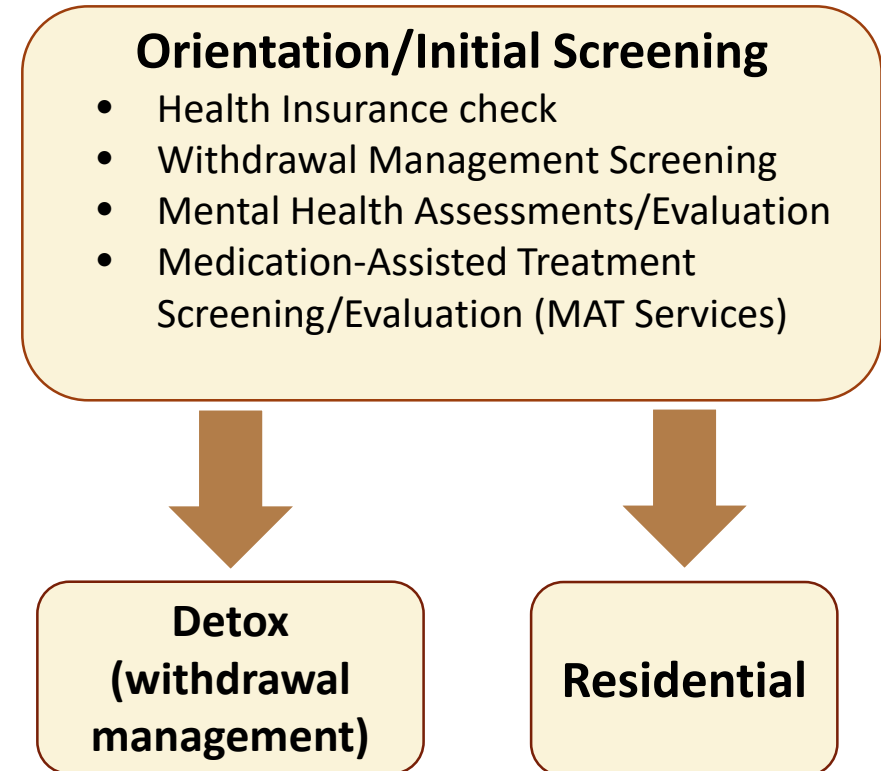 Orientation/Initial Screening
• Health Insurance check
• Withdrawal Management Screening
• Mental Health Assessments/Evaluation
• Medication-Assisted Treatment
Screening/Evaluation (MAT Services)
Detox
(withdrawal
management)
Residential